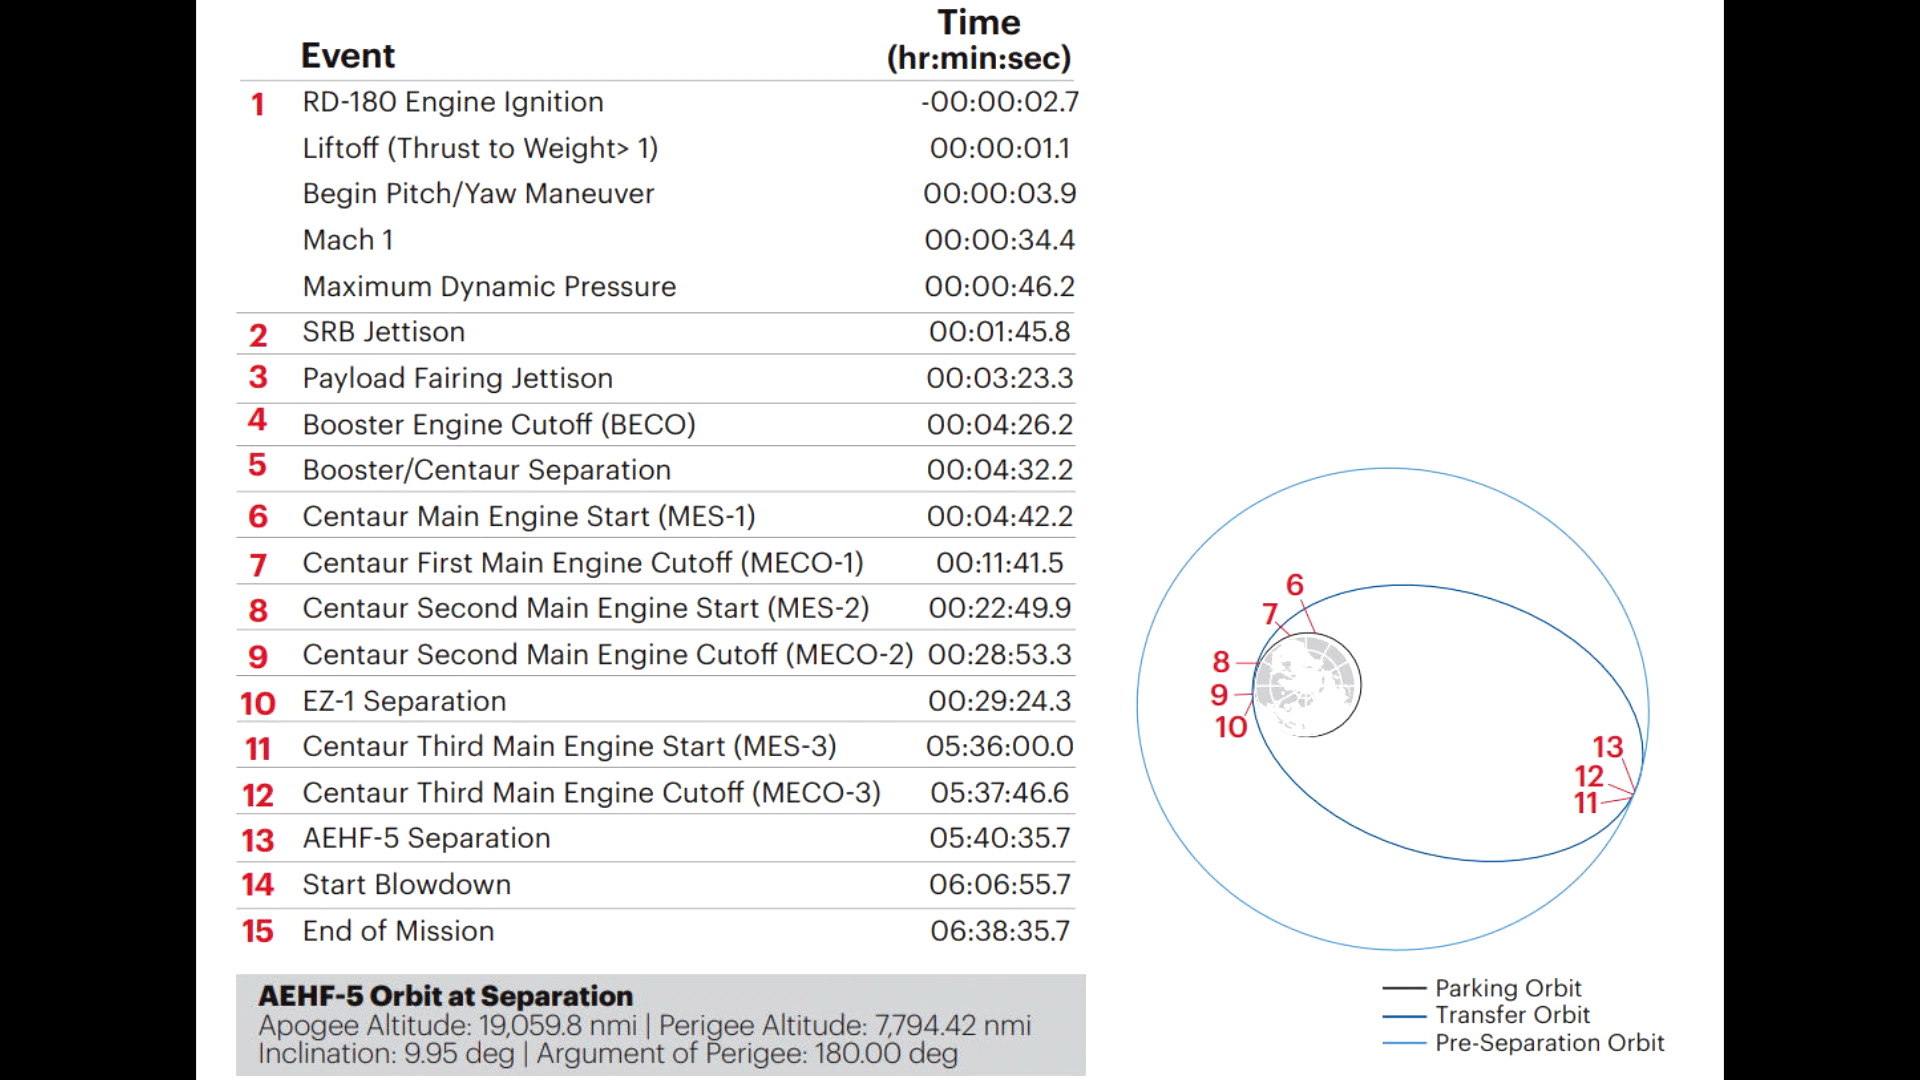 Event Time (hr:min:sec)
1 RD-180 Engine Ignition -00:00:02.7
Liftoff (Thrust to Weight> 1) 00:00:01.1
Begin Pitch/Yaw Maneuver 00:00:03.9
Mach 1 00:00:34.4
Maximum Dynamic Pressure 00:00:46.2
2 SRB Jettison 00:01:45.8
3 Payload Fairing Jettison 00:03:23.3
4 Booster Engine Cutoff (BECO) 00:04:26.2
5 Booster/Centaur Separation 00:04:32.2
6 Centaur Main Engine Start (MES-1) 00:04:42.2
7 Centaur First Main Engine Cutoff (MECO-1) 00:11:41.5
8 Centaur Second Main Engine Start (MES-2) 00:22:49.9
9 Centaur Second Main Engine Cutoff (MECO-2) 00:28:53.3
10 EZ-1 Separation 00:29:24.3
11 Centaur Third Main Engine Start (MES-3) 05:36:00.0
12 Centaur Third Main Engine Cutoff (MECO-3) 05:37:46.6
13 AEHF-5 Separation 05:40:35.7
14 Start Blowdown 06:06:55.7
15 End of Mission 06:38:35.7
AEHF-5 Orbit at Separation
Apogee Altitude: 19,059.8 nmi | Perigee Altitude: 7,794.42 nmi
Inclination: 9.95 deg | Argument of Perigee: 180.00 deg
6
7
8
9
10
13
12
11
Parking Orbit
Transfer Orbit
Pre-Separation Orbit